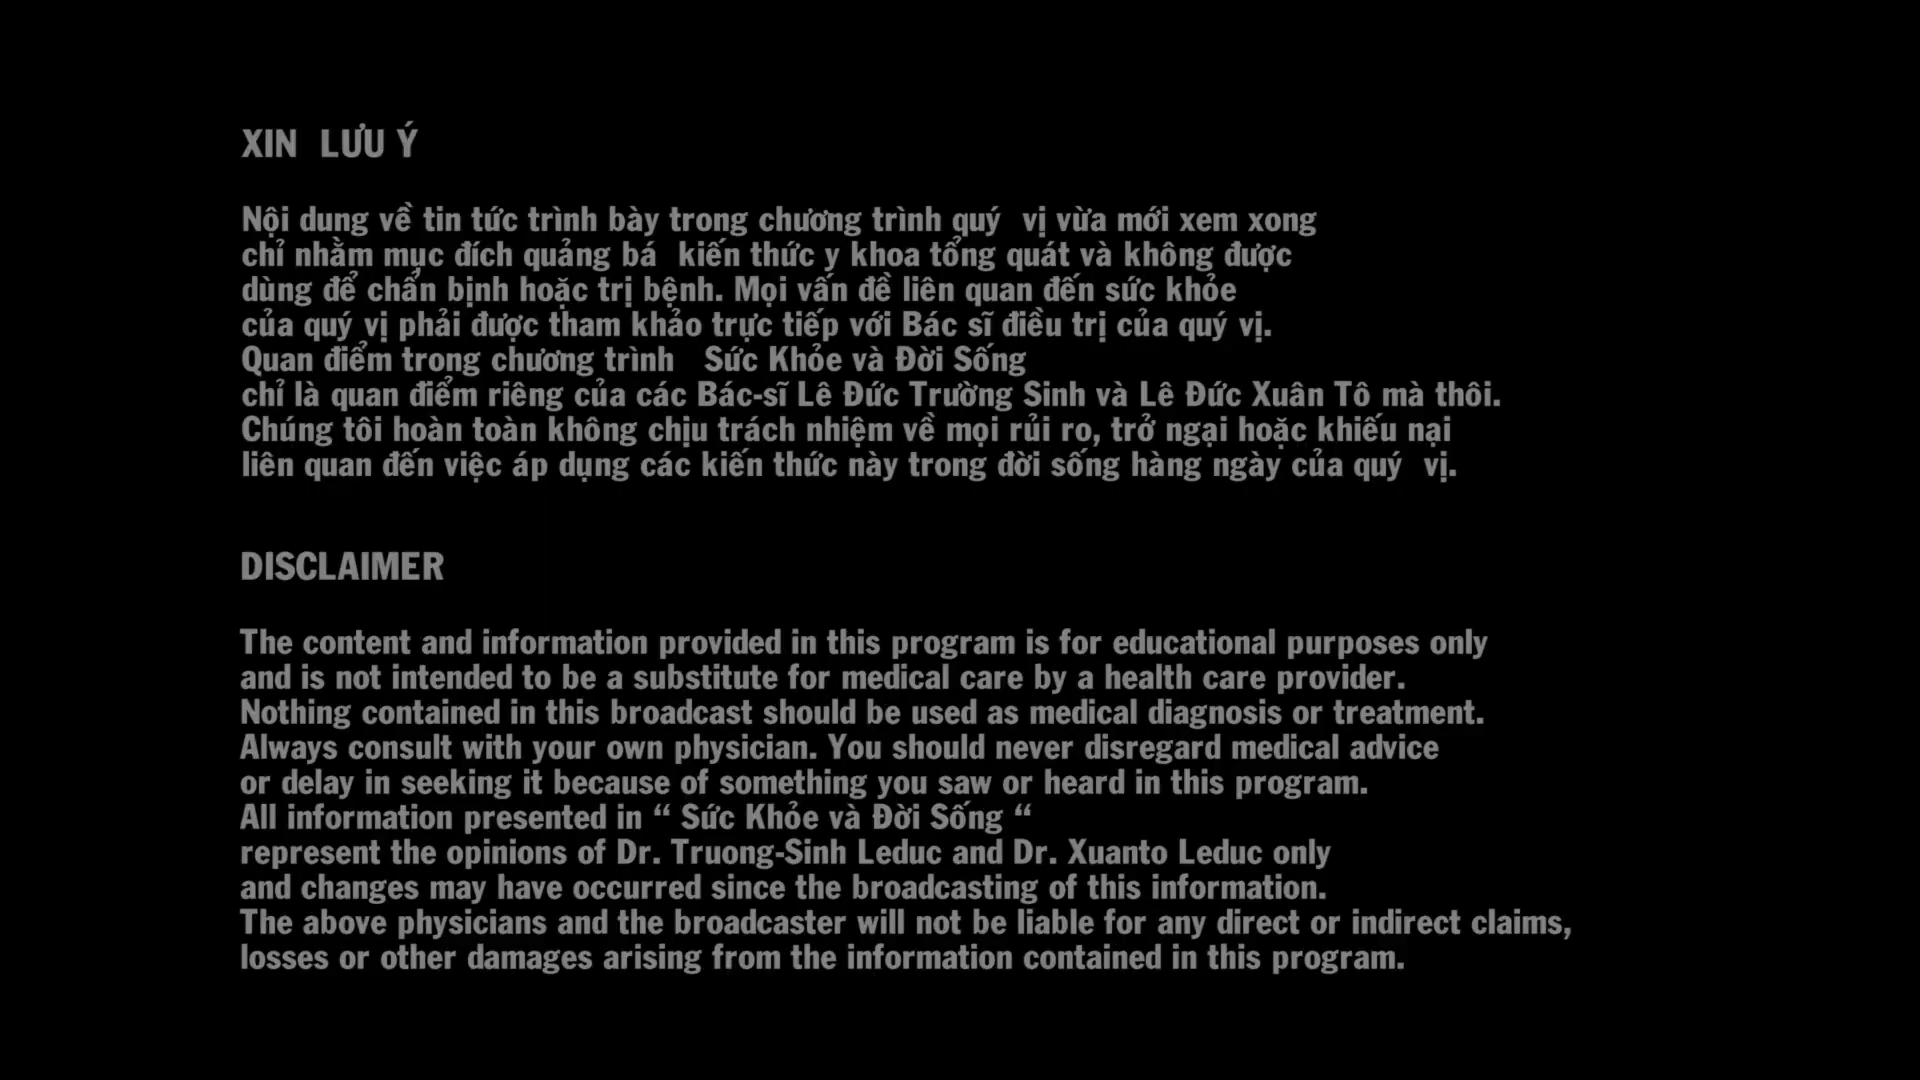 XIN LƯU Ý
Nội dung về tin tức trình bày trong chương trình quý vị vừa mới xem xong
chỉ nhằm mục đích quảng bá kiến thức y khoa tổng quát và không được
dùng để chẩn bịnh hoặc trị bệnh. Mọi vấn đề liên quan đến sức khỏe
của quý vị phải được tham khảo trực tiếp với Bác sĩ điều trị của quý vị.
Quan điểm trong chương trình Sức Khỏe và Đời Sống
chỉ là quan điểm riêng của các Bác-sĩ Lê Đức Trường Sinh và Lê Đức Xuân Tô mà thôi.
Chúng tôi hoàn toàn không chịu trách nhiệm về mọi rủi ro, trở ngại hoặc khiếu nại
liên quan đến việc áp dụng các kiến thức này trong đời sống hàng ngày của quý vị.
DISCLAIMER
The content and information provided in this program is for educational purposes only
and is not intended to be a substitute for medical care by a health care provider.
Nothing contained in this broadcast should be used as medical diagnosis or treatment.
Always consult with your own physician. You should never disregard medical advice
or delay in seeking it because of something you saw or heard in this program.
All information presented in “ Sức Khỏe và Đời Sống “
represent the opinions of Dr. Truong-Sinh Leduc and Dr. Xuanto Leduc only
and changes may have occurred since the broadcasting of this information.
The above physicians and the broadcaster will not be liable for any direct or indirect claims,
losses or other damages arising from the information contained in this program.